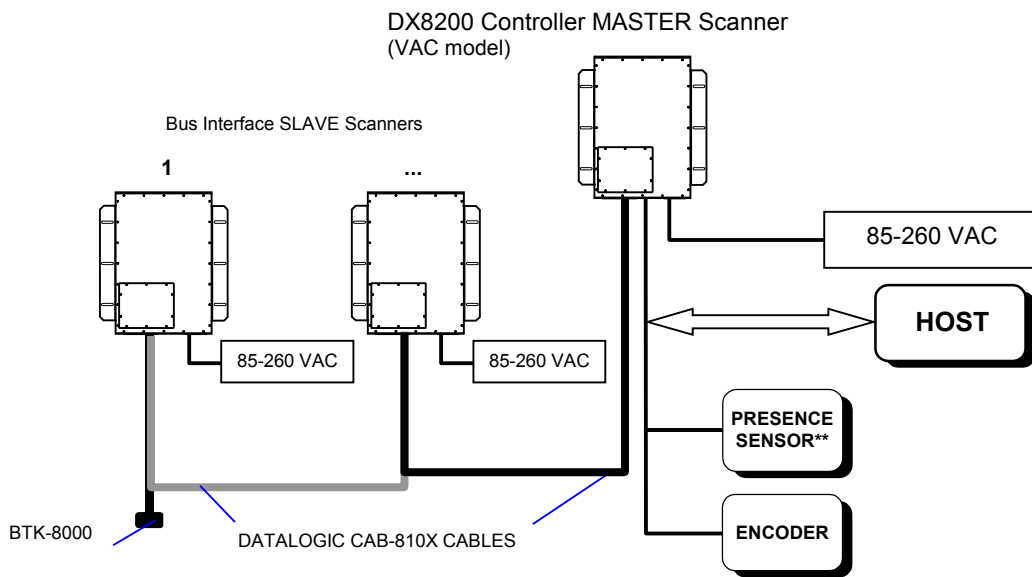 DX8200 Controller MASTER Scanner
(VAC model)
Bus Interface SLAVE Scanners
1
...
85-260 VAC
HOST
85-260 VAC
85-260 VAC
PRESENCE
SENSOR**
BTK-8000
DATALOGIC CAB-810X CABLES
ENCODER